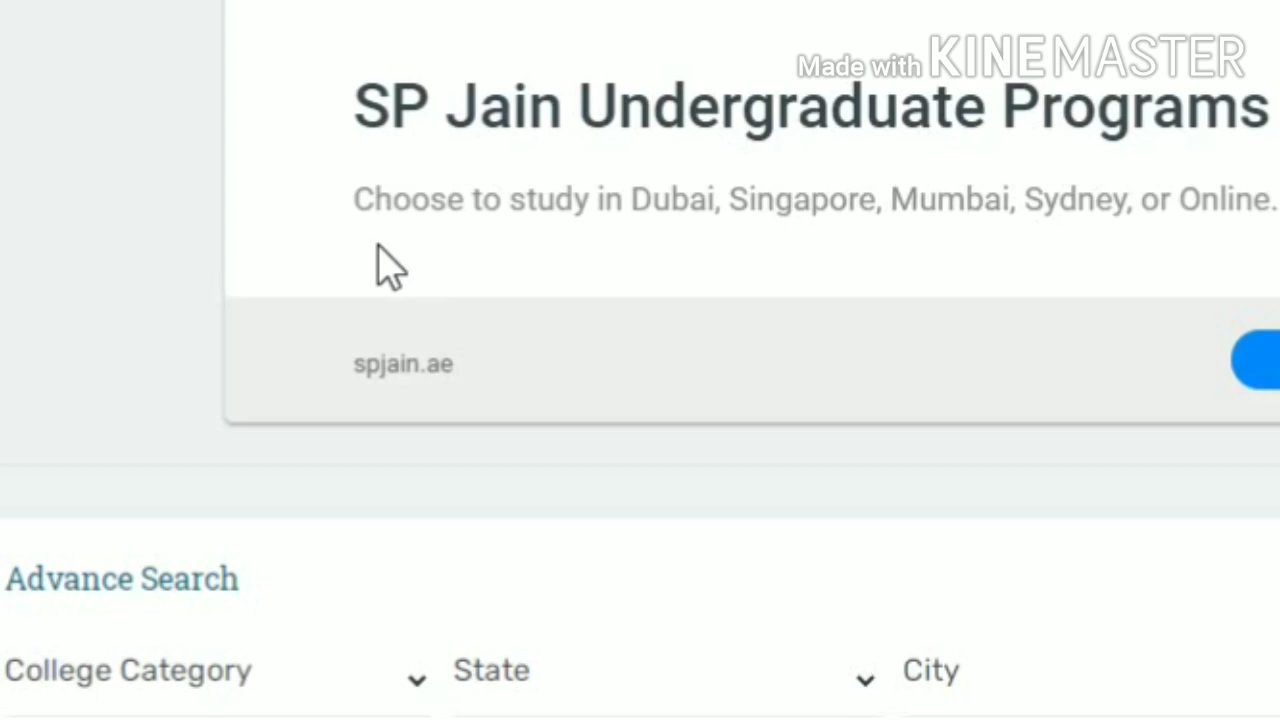 Made with KINEMASTER
SP Jain Undergraduate Programs
Choose to study in Dubai, Singapore, Mumbai, Sydney, or Online.
spjain.ae
Advance Search
College Category State City